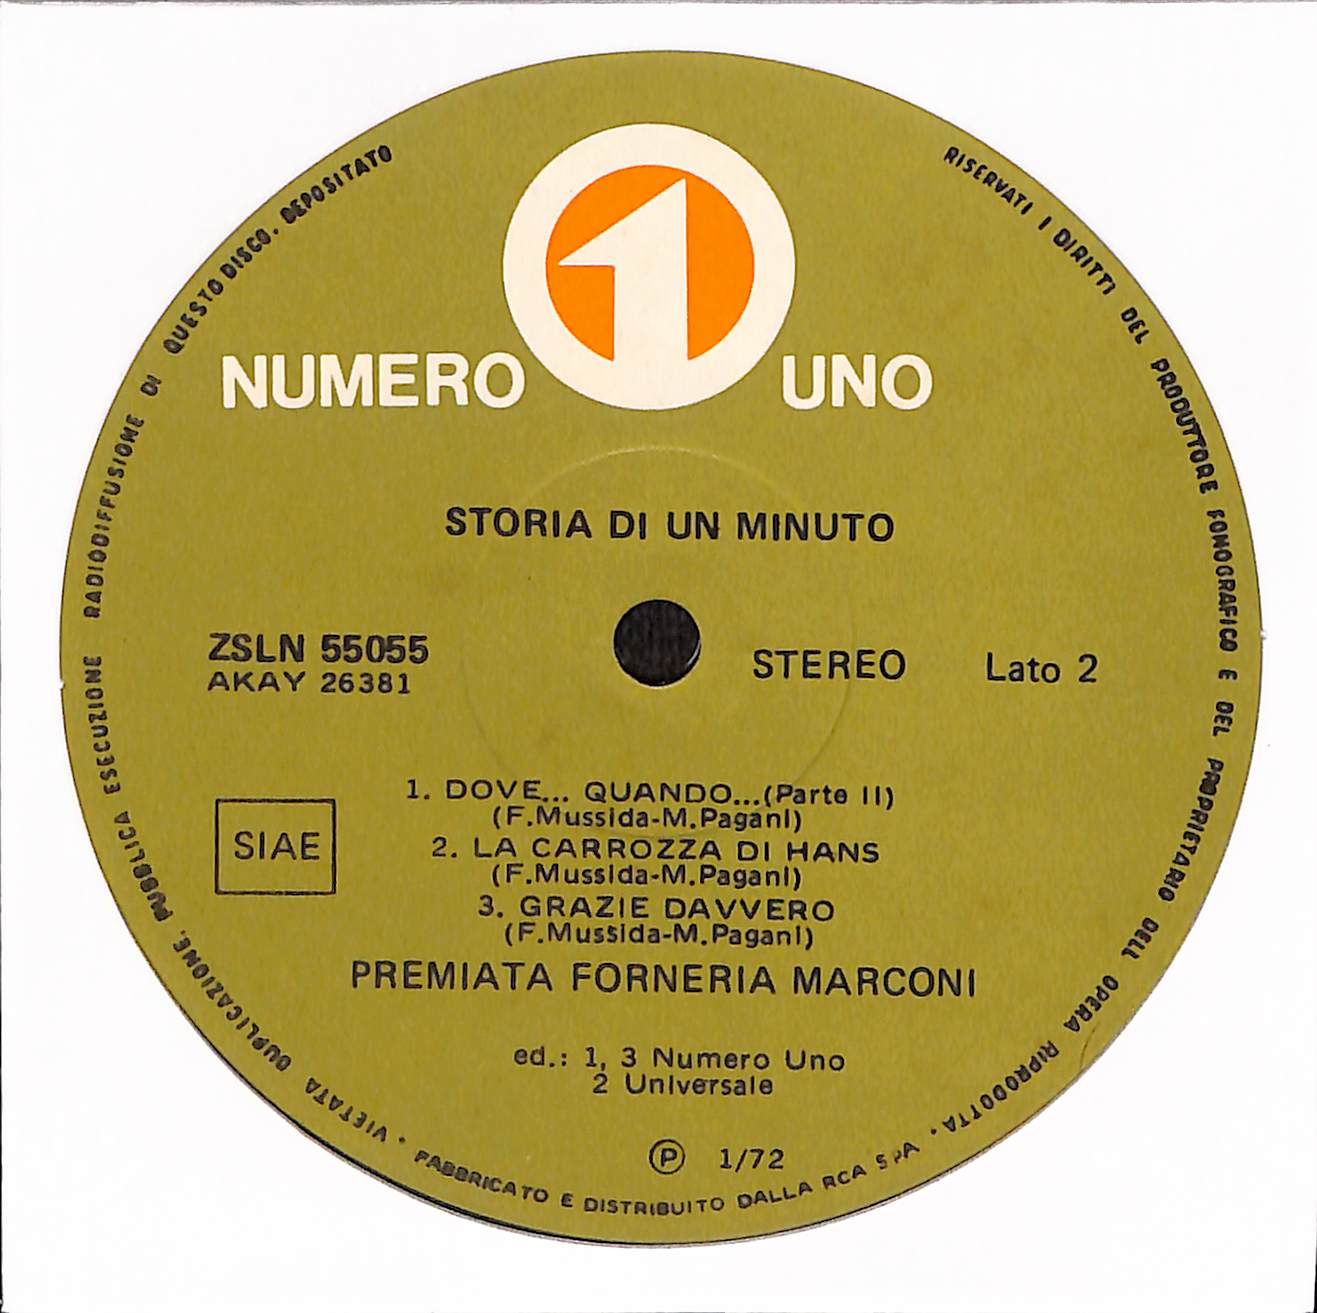 RISERVATI I DIRITTI DEL PRODUTTORE FONOGRAFICO E DEL PROPRIETARIO DELL OPERA RIPRODOTTA. VIETATA DUPLICAZIONE, PUBBLICA ESECUZIONE RADIODIFFUSIONE DI QUESTO DISCO. DEPOSITATO
1
NUMERO UNO
STORIA DI UN MINUTO
ZSLN 55055
AKAY 26381
STEREO
Lato 2
1. DOVE... QUANDO...(Parte II)
(F.Mussida-M.Pagani)
SIAE
2. LA CARROZZA DI HANS
(F.Mussida-M.Pagani)
3. GRAZIE DAVVERO
(F.Mussida-M.Pagani)
PREMIATA FORNERIA MARCONI
ed.: 1, 3 Numero Uno
2 Universale
Ⓟ 1/72
FABBRICATO E DISTRIBUITO DALLA RCA SPA